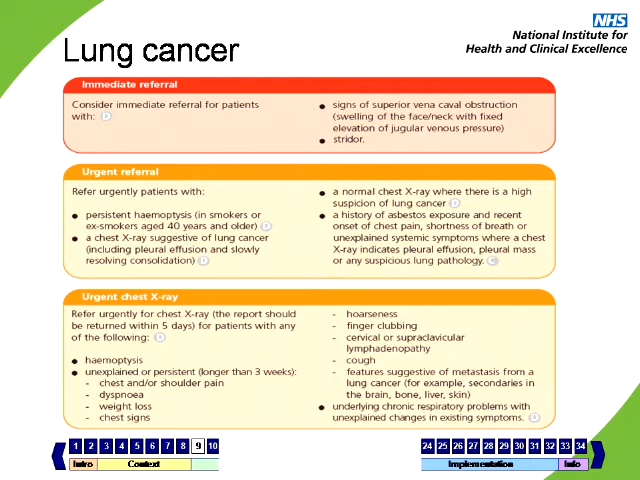 NHS
National Institute for
Health and Clinical Excellence
Lung cancer
Immediate referral
Consider immediate referral for patients
with: D
● signs of superior vena caval obstruction
(swelling of the face/neck with fixed
elevation of jugular venous pressure)
● stridor.
Urgent referral
Refer urgently patients with:
● persistent haemoptysis (in smokers or
ex-smokers aged 40 years and older) D
● a chest X-ray suggestive of lung cancer
(including pleural effusion and slowly
resolving consolidation) D
● a normal chest X-ray where there is a high
suspicion of lung cancer D
● a history of asbestos exposure and recent
onset of chest pain, shortness of breath or
unexplained systemic symptoms where a chest
X-ray indicates pleural effusion, pleural mass
or any suspicious lung pathology. C
Urgent chest X-ray
Refer urgently for chest X-ray (the report should
be returned within 5 days) for patients with any
of the following: D
● haemoptysis
● unexplained or persistent (longer than 3 weeks):
- chest and/or shoulder pain
- dyspnoea
- weight loss
- chest signs
- hoarseness
- finger clubbing
- cervical or supraclavicular
lymphadenopathy
- cough
- features suggestive of metastasis from a
lung cancer (for example, secondaries in
the brain, bone, liver, skin)
● underlying chronic respiratory problems with
unexplained changes in existing symptoms. D
1 2 3 4 5 6 7 8 9 10
Intro Context
24 25 26 27 28 29 30 31 32 33 34
Implementation Info